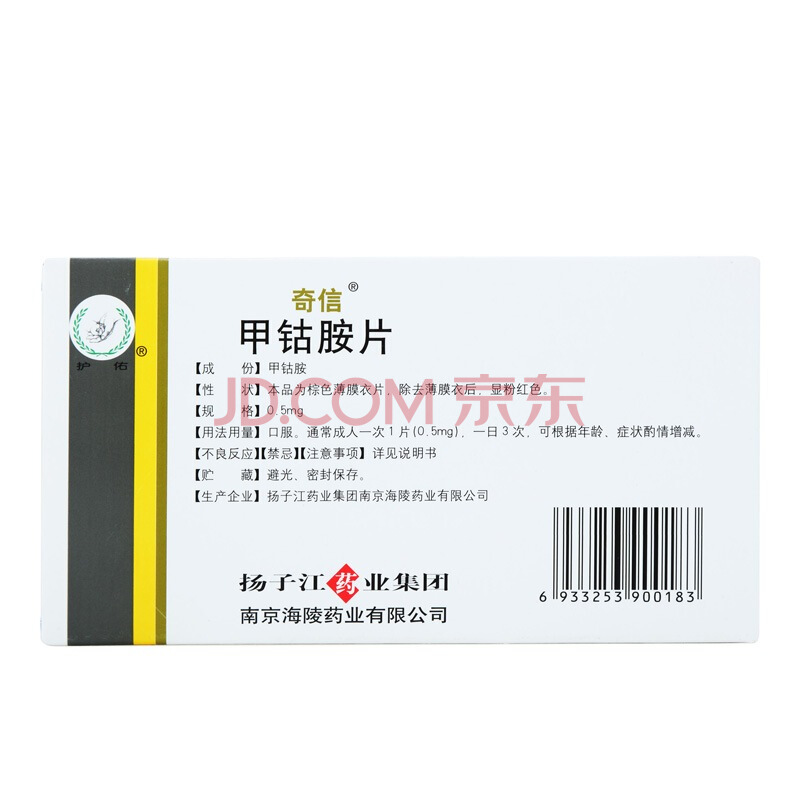 奇信®
甲钴胺片
护佑®
【成 份】甲钴胺
【性 状】本品为棕色薄膜衣片，除去薄膜衣后，显粉红色。
JD.COM 京东
【规 格】0.5mg
【用法用量】口服。通常成人一次1片(0.5mg)，一日3次，可根据年龄、症状酌情增减。
【不良反应】【禁忌】【注意事项】详见说明书
【贮 藏】避光、密封保存。
【生产企业】扬子江药业集团南京海陵药业有限公司
扬子江药业集团
南京海陵药业有限公司
6 933253 900183